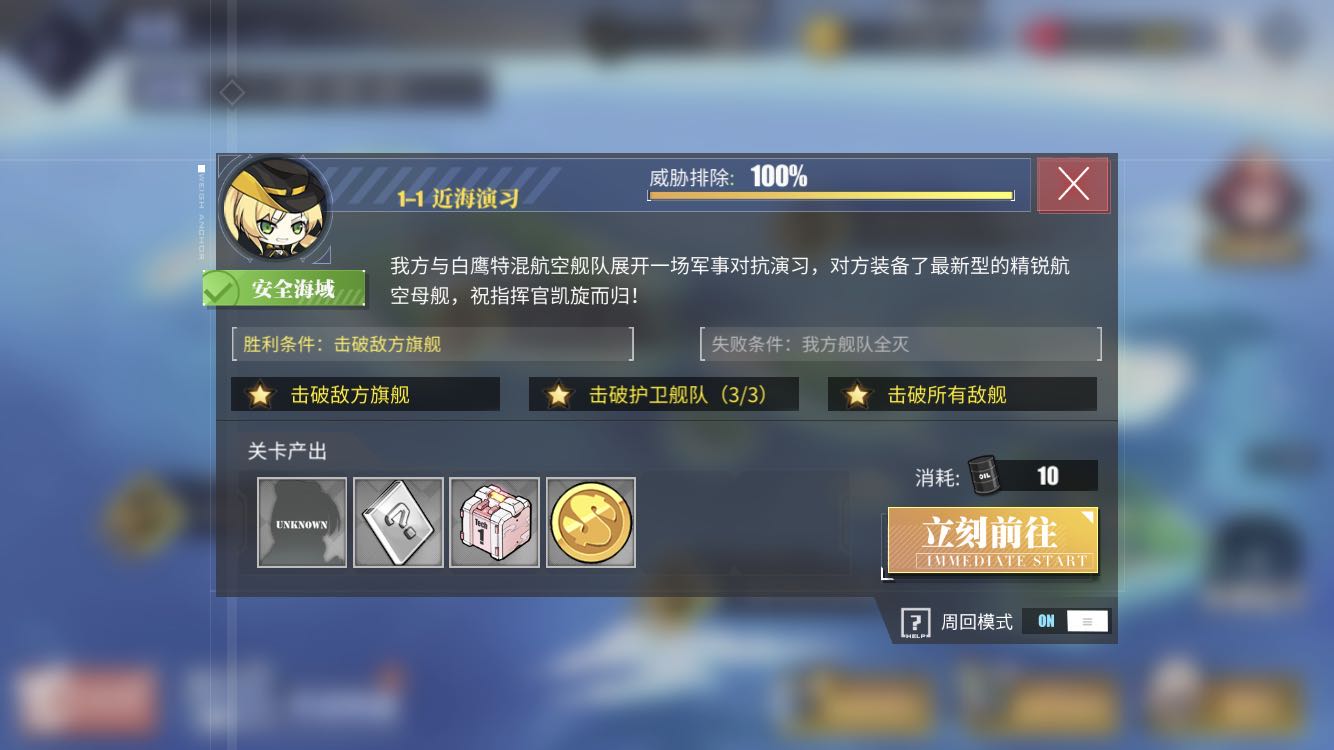 1-1 近海演习
威胁排除: 100%
WEIGH ANCHOR
安全海域
我方与白鹰特混航空舰队展开一场军事对抗演习，对方装备了最新型的精锐航
空母舰，祝指挥官凯旋而归！
胜利条件：击破敌方旗舰
失败条件：我方舰队全灭
击破敌方旗舰
击破护卫舰队（3/3）
击破所有敌舰
关卡产出
UNKNOWN
?
Tech
1
消耗:
OIL
10
立刻前往
IMMEDIATE START
?
HELP
周回模式
ON